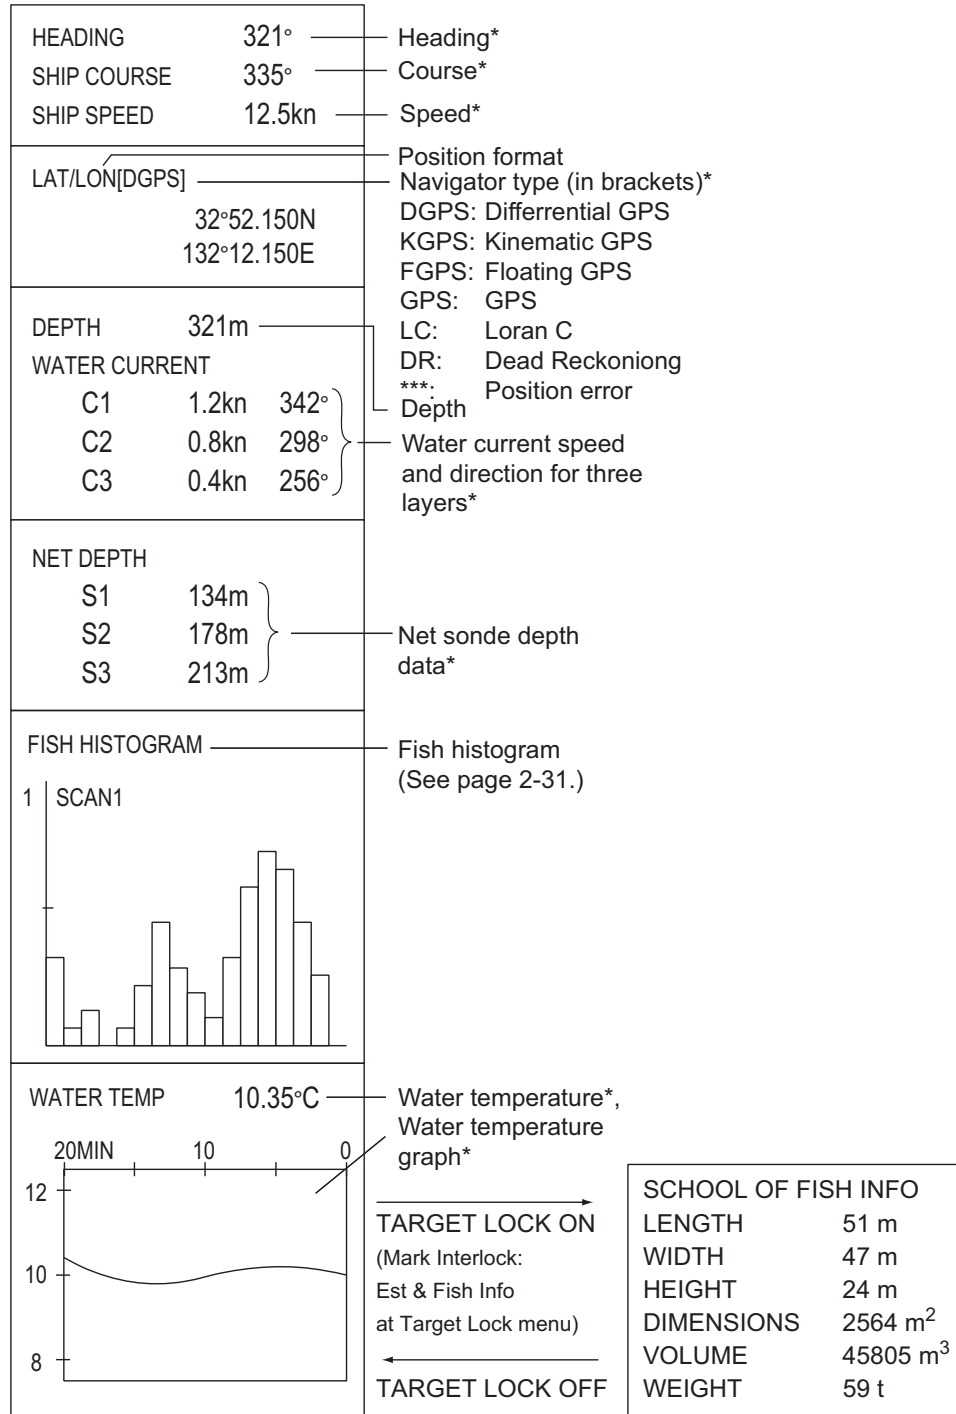 HEADING 321° Heading*
SHIP COURSE 335° Course*
SHIP SPEED 12.5kn Speed*
Position format
LAT/LON[DGPS] Navigator type (in brackets)*
32°52.150N
132°12.150E
DGPS: Differrential GPS
KGPS: Kinematic GPS
FGPS: Floating GPS
GPS: GPS
LC: Loran C
DR: Dead Reckoniong
***: Position error
DEPTH 321m Depth
WATER CURRENT
C1 1.2kn 342°
C2 0.8kn 298°
C3 0.4kn 256°
Water current speed
and direction for three
layers*
NET DEPTH
S1 134m
S2 178m
S3 213m
Net sonde depth
data*
FISH HISTOGRAM
Fish histogram
(See page 2-31.)
1 SCAN1
WATER TEMP 10.35°C
Water temperature*,
Water temperature
graph*
20MIN 10 0
12
10
8
TARGET LOCK ON
(Mark Interlock:
Est & Fish Info
at Target Lock menu)
TARGET LOCK OFF
SCHOOL OF FISH INFO
LENGTH 51 m
WIDTH 47 m
HEIGHT 24 m
DIMENSIONS 2564 m²
VOLUME 45805 m³
WEIGHT 59 t